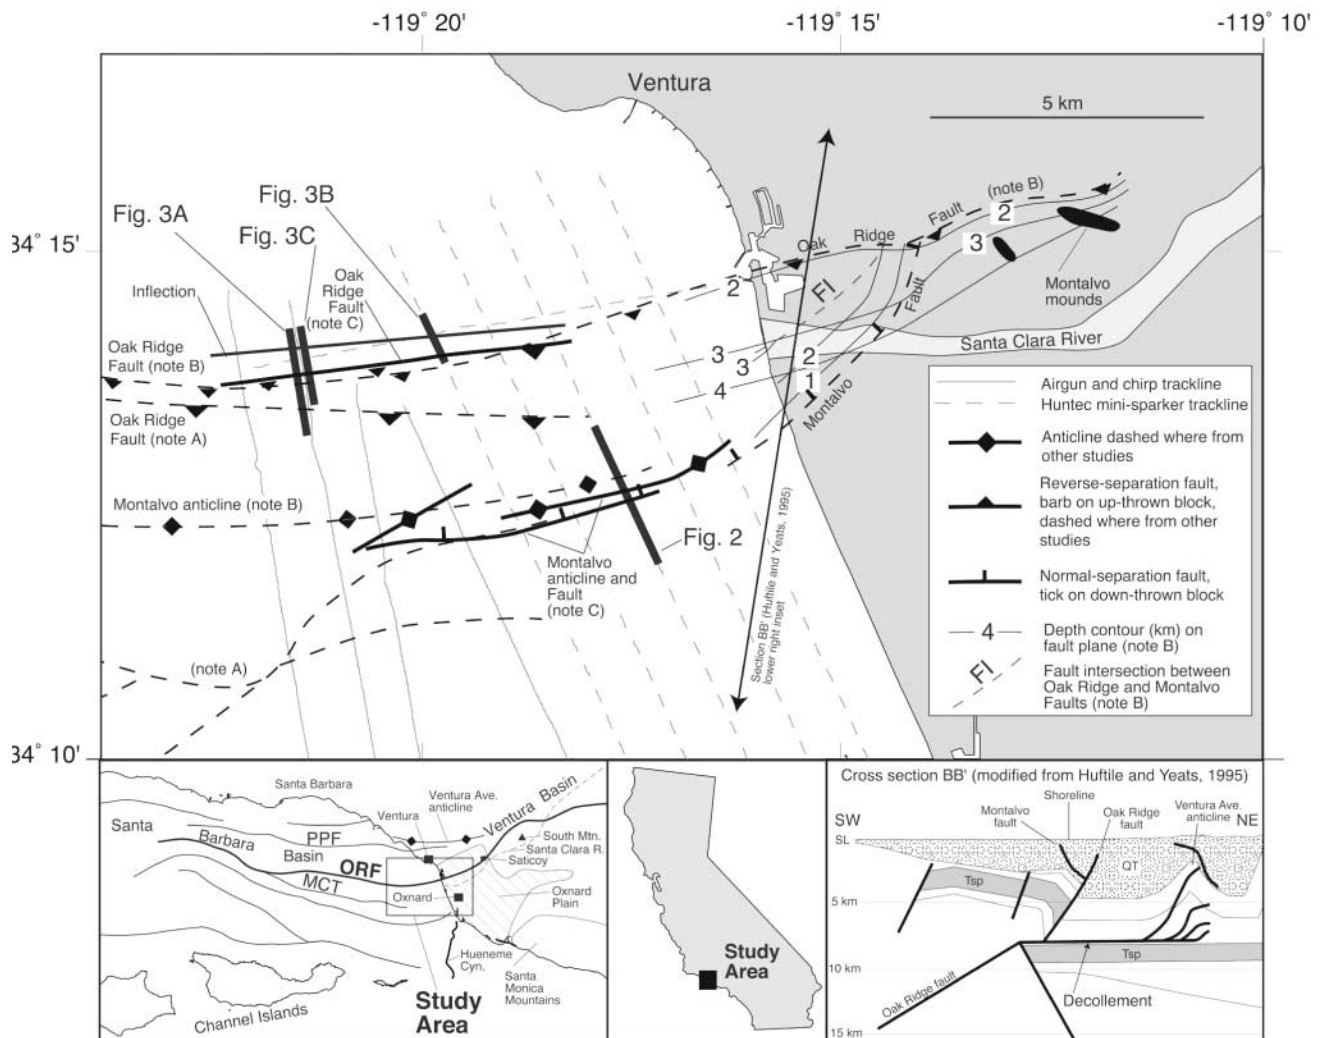 -119° 20'
-119° 15'
-119° 10'
34° 15'
34° 10'
Ventura
5 km
Fig. 3A
Fig. 3B
Fig. 3C
Inflection
Oak
Ridge
Fault
(note C)
Oak Ridge
Fault (note B)
Oak Ridge
Fault (note A)
Montalvo anticline (note B)
(note A)
Montalvo
anticline and
Fault
(note C)
Fig. 2
Section BB' (Huftile and Yeats, 1995)
lower right inset
Oak
Ridge
Fault
(note B)
2
3
2
3
3
4
2
1
FI
Fault
Montalvo
Montalvo
mounds
Santa Clara River
Airgun and chirp trackline
Huntec mini-sparker trackline
Anticline dashed where from
other studies
Reverse-separation fault,
barb on up-thrown block,
dashed where from other
studies
Normal-separation fault,
tick on down-thrown block
4
Depth contour (km) on
fault plane (note B)
FI
Fault intersection between
Oak Ridge and Montalvo
Faults (note B)
Santa Barbara
Ventura Ave.
anticline
Ventura
Ventura Basin
Santa
Barbara
Basin
PPF
ORF
MCT
South Mtn.
Santa Clara R.
Saticoy
Oxnard
Oxnard
Plain
Hueneme
Cyn.
Santa
Monica
Mountains
Study
Area
Channel Islands
Study
Area
Cross section BB' (modified from Huftile and Yeats, 1995)
Shoreline
SW
Montalvo
fault
Oak Ridge
fault
Ventura Ave.
anticline
NE
SL
QT
Tsp
5 km
Tsp
10 km
Oak Ridge fault
Decollement
15 km